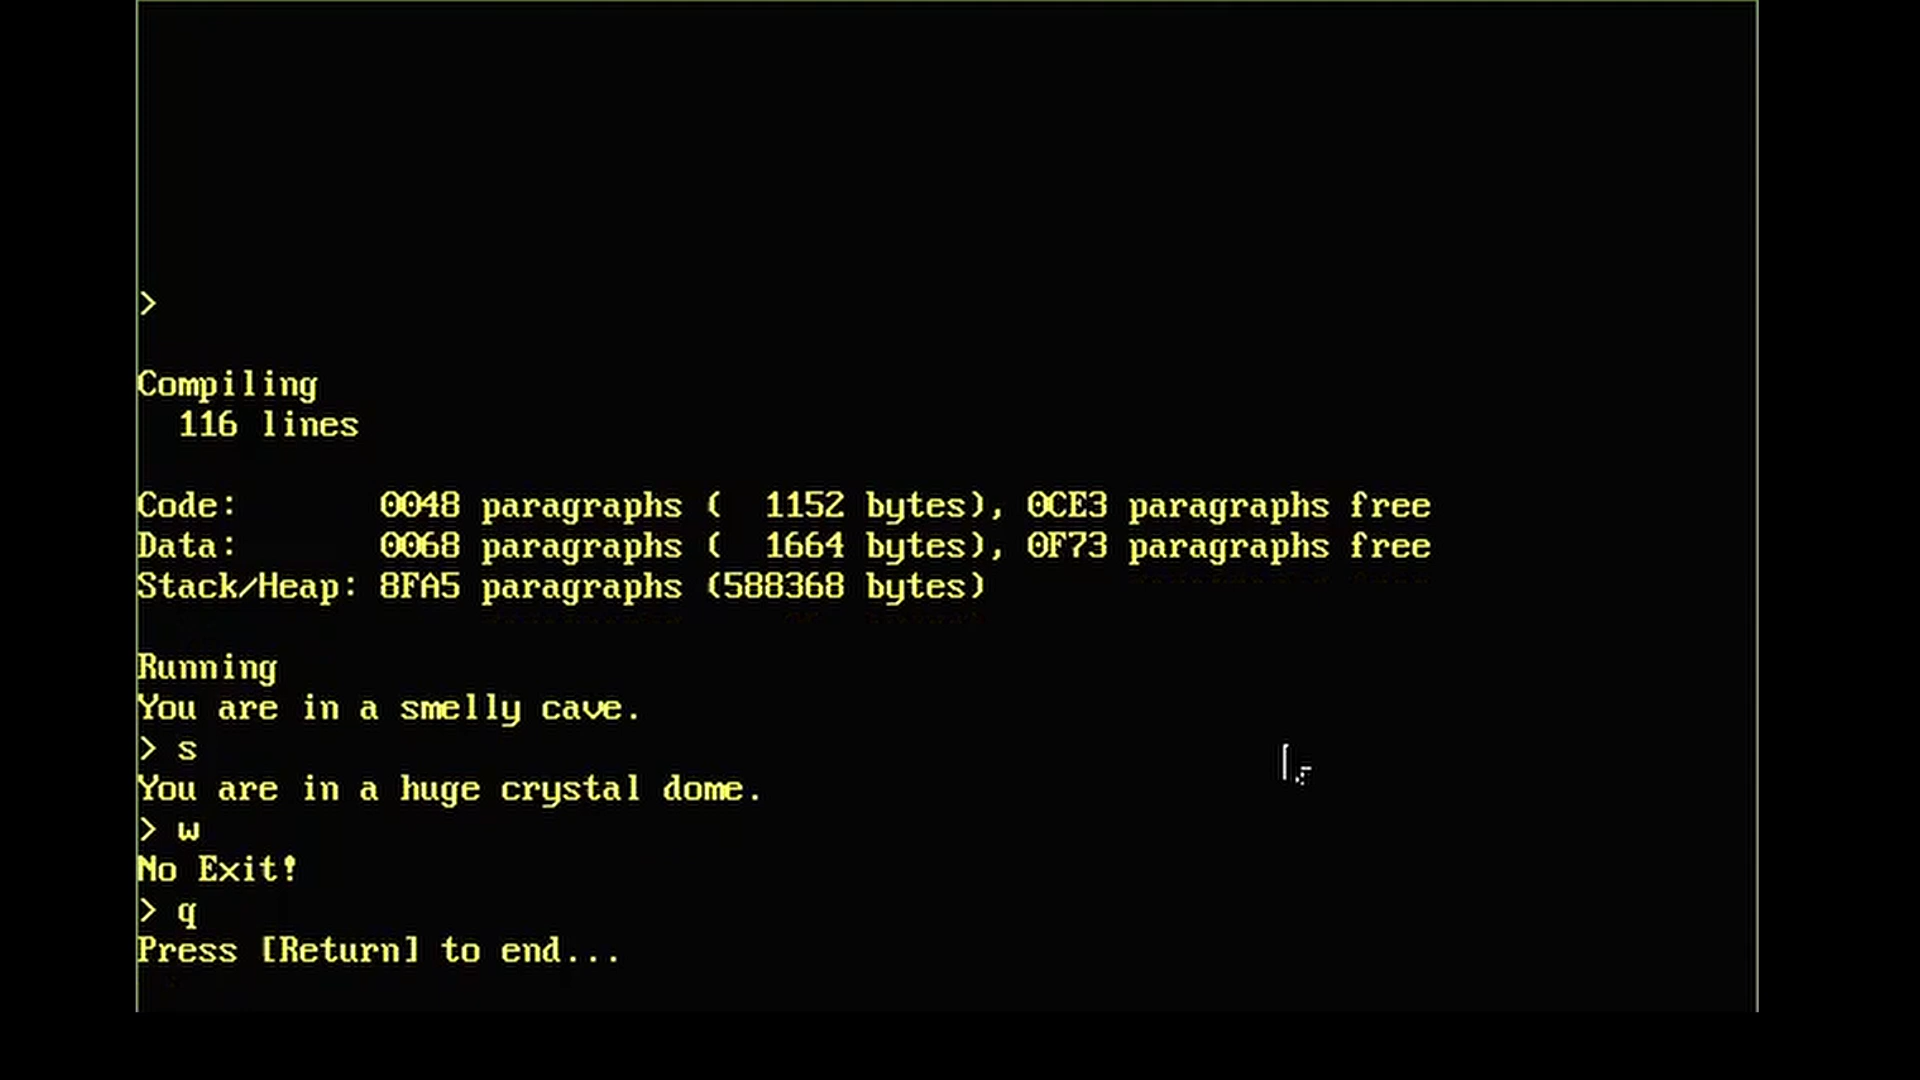 >
Compiling
  116 lines
Code:       0048 paragraphs (  1152 bytes), 0CE3 paragraphs free
Data:       0068 paragraphs (  1664 bytes), 0F73 paragraphs free
Stack/Heap: 8FA5 paragraphs (588368 bytes)
Running
You are in a smelly cave.
> s
You are in a huge crystal dome.
> w
No Exit!
> q
Press [Return] to end...